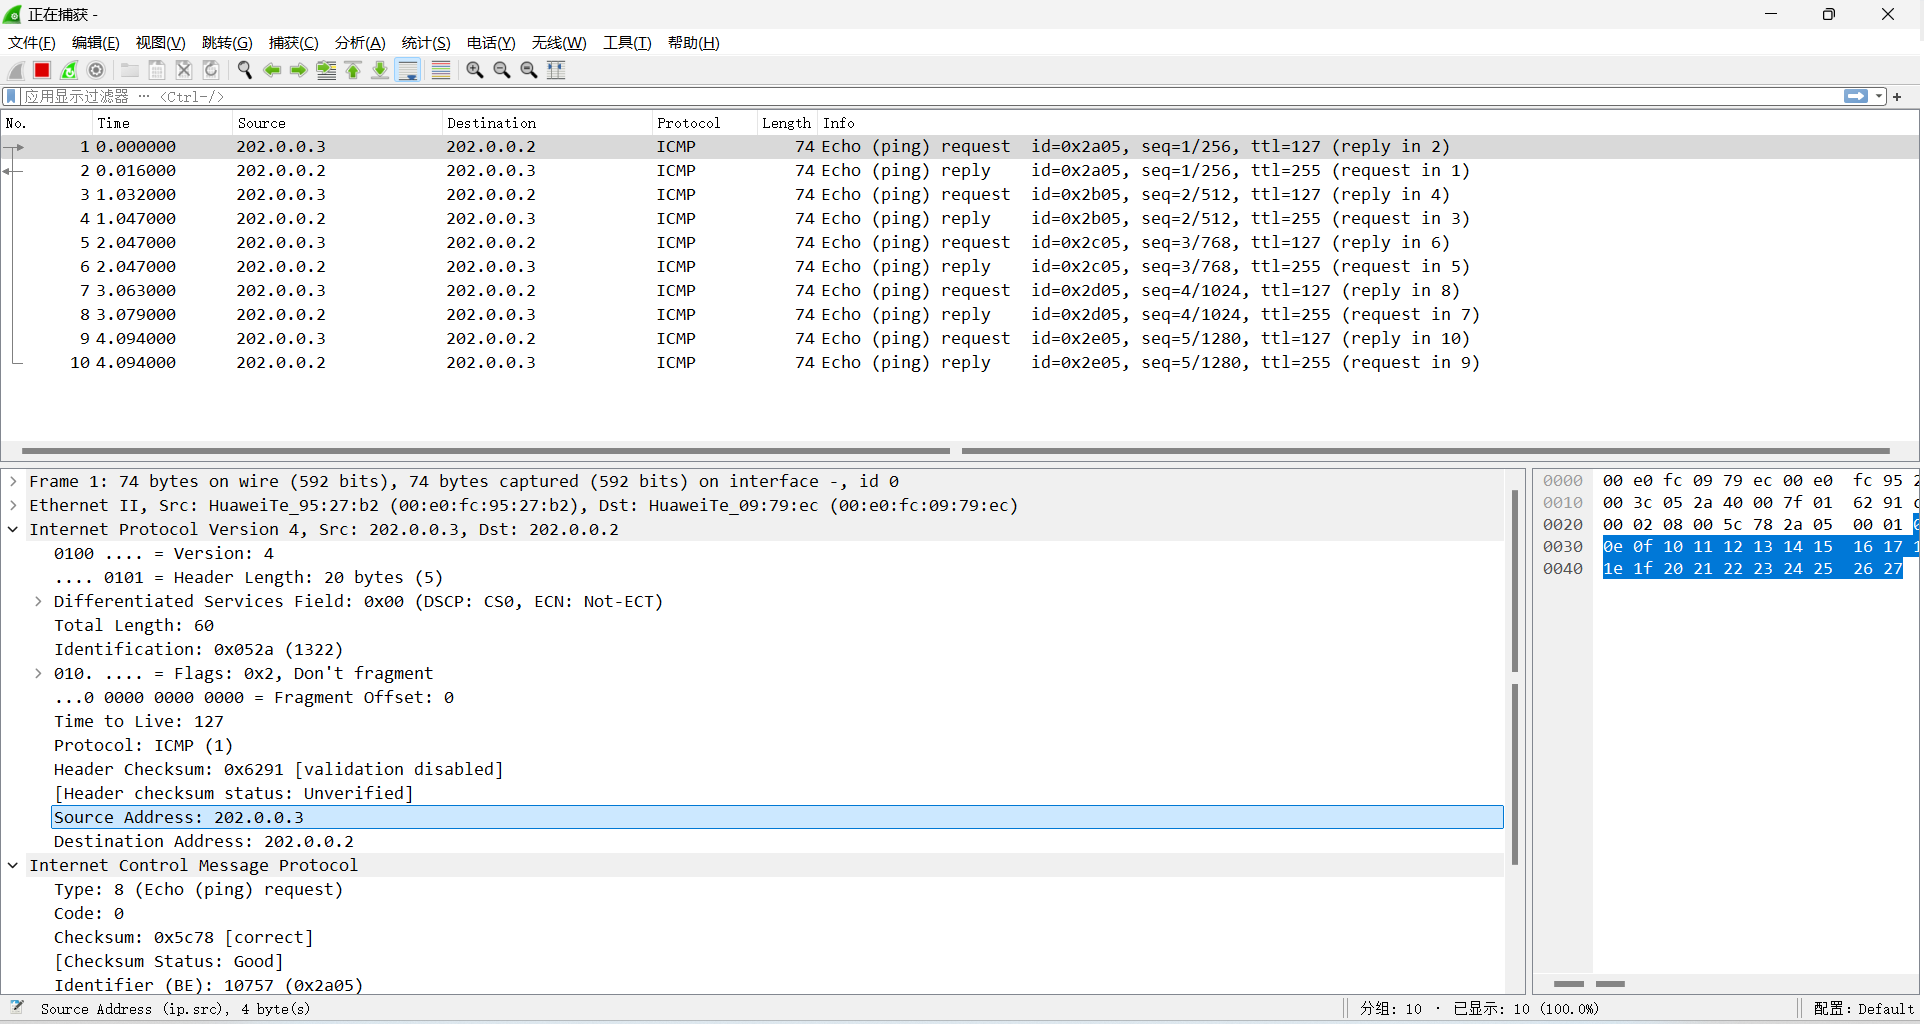 正在捕获 -
文件(F) 编辑(E) 视图(V) 跳转(G) 捕获(C) 分析(A) 统计(S) 电话(Y) 无线(W) 工具(T) 帮助(H)
应用显示过滤器 … <Ctrl-/>
No. Time Source Destination Protocol Length Info
1 0.000000 202.0.0.3 202.0.0.2 ICMP 74 Echo (ping) request id=0x2a05, seq=1/256, ttl=127 (reply in 2)
2 0.016000 202.0.0.2 202.0.0.3 ICMP 74 Echo (ping) reply id=0x2a05, seq=1/256, ttl=255 (request in 1)
3 1.032000 202.0.0.3 202.0.0.2 ICMP 74 Echo (ping) request id=0x2b05, seq=2/512, ttl=127 (reply in 4)
4 1.047000 202.0.0.2 202.0.0.3 ICMP 74 Echo (ping) reply id=0x2b05, seq=2/512, ttl=255 (request in 3)
5 2.047000 202.0.0.3 202.0.0.2 ICMP 74 Echo (ping) request id=0x2c05, seq=3/768, ttl=127 (reply in 6)
6 2.047000 202.0.0.2 202.0.0.3 ICMP 74 Echo (ping) reply id=0x2c05, seq=3/768, ttl=255 (request in 5)
7 3.063000 202.0.0.3 202.0.0.2 ICMP 74 Echo (ping) request id=0x2d05, seq=4/1024, ttl=127 (reply in 8)
8 3.079000 202.0.0.2 202.0.0.3 ICMP 74 Echo (ping) reply id=0x2d05, seq=4/1024, ttl=255 (request in 7)
9 4.094000 202.0.0.3 202.0.0.2 ICMP 74 Echo (ping) request id=0x2e05, seq=5/1280, ttl=127 (reply in 10)
10 4.094000 202.0.0.2 202.0.0.3 ICMP 74 Echo (ping) reply id=0x2e05, seq=5/1280, ttl=255 (request in 9)
Frame 1: 74 bytes on wire (592 bits), 74 bytes captured (592 bits) on interface -, id 0
Ethernet II, Src: HuaweiTe_95:27:b2 (00:e0:fc:95:27:b2), Dst: HuaweiTe_09:79:ec (00:e0:fc:09:79:ec)
Internet Protocol Version 4, Src: 202.0.0.3, Dst: 202.0.0.2
0100 .... = Version: 4
.... 0101 = Header Length: 20 bytes (5)
Differentiated Services Field: 0x00 (DSCP: CS0, ECN: Not-ECT)
Total Length: 60
Identification: 0x052a (1322)
010. .... = Flags: 0x2, Don't fragment
...0 0000 0000 0000 = Fragment Offset: 0
Time to Live: 127
Protocol: ICMP (1)
Header Checksum: 0x6291 [validation disabled]
[Header checksum status: Unverified]
Source Address: 202.0.0.3
Destination Address: 202.0.0.2
Internet Control Message Protocol
Type: 8 (Echo (ping) request)
Code: 0
Checksum: 0x5c78 [correct]
[Checksum Status: Good]
Identifier (BE): 10757 (0x2a05)
0000 00 e0 fc 09 79 ec 00 e0 fc 95
0010 00 3c 05 2a 40 00 7f 01 62 91
0020 00 02 08 00 5c 78 2a 05 00 01
0030 0e 0f 10 11 12 13 14 15 16 17
0040 1e 1f 20 21 22 23 24 25 26 27
Source Address (ip.src), 4 byte(s) 分组: 10 · 已显示: 10 (100.0%) 配置: Default